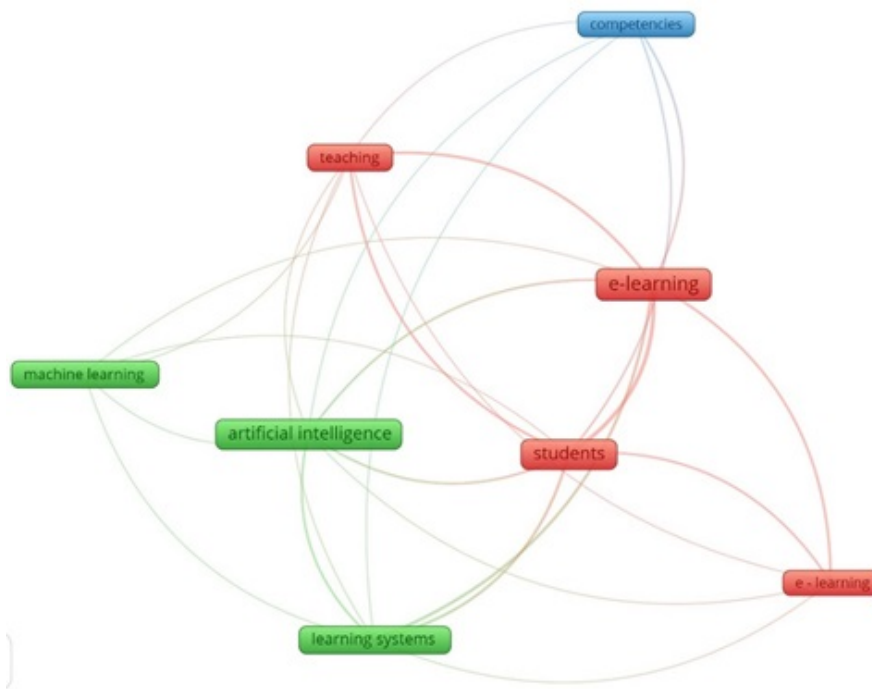 competencies
teaching
e-learning
machine learning
artificial intelligence
students
e - learning
learning systems